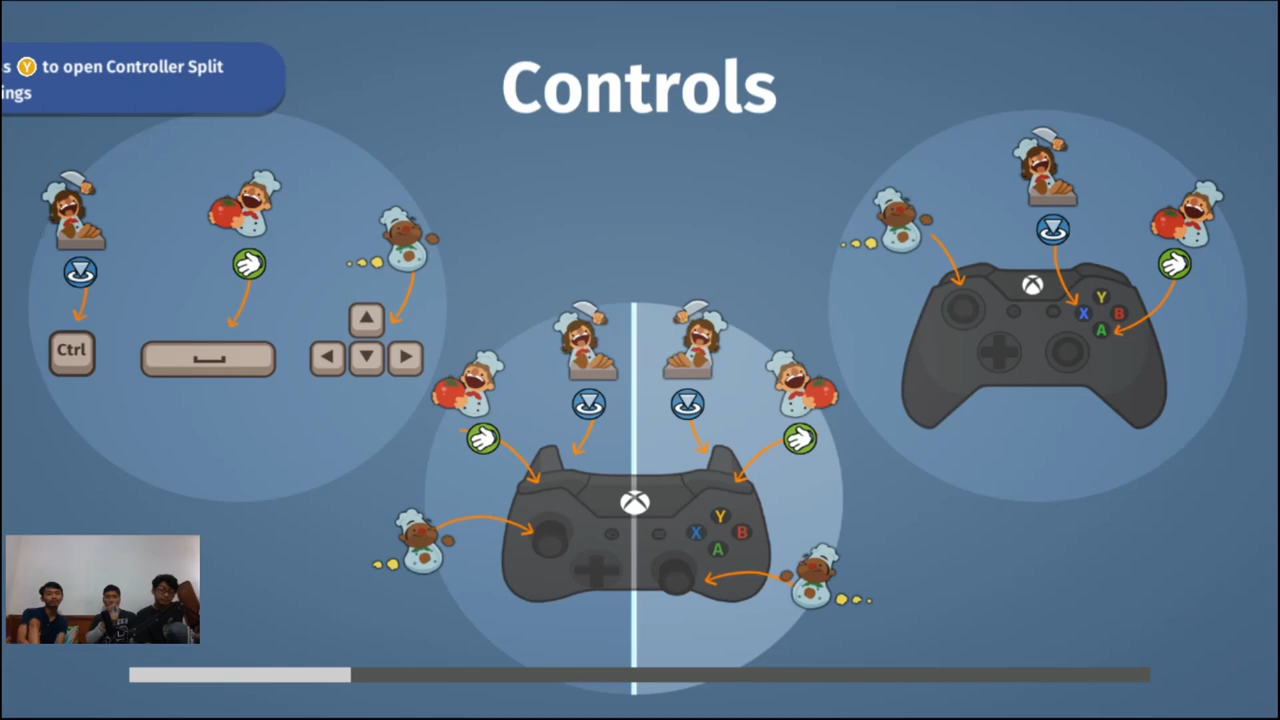 s Y to open Controller Split
ings
Controls
Ctrl
Y
X
B
A
Y
X
B
A